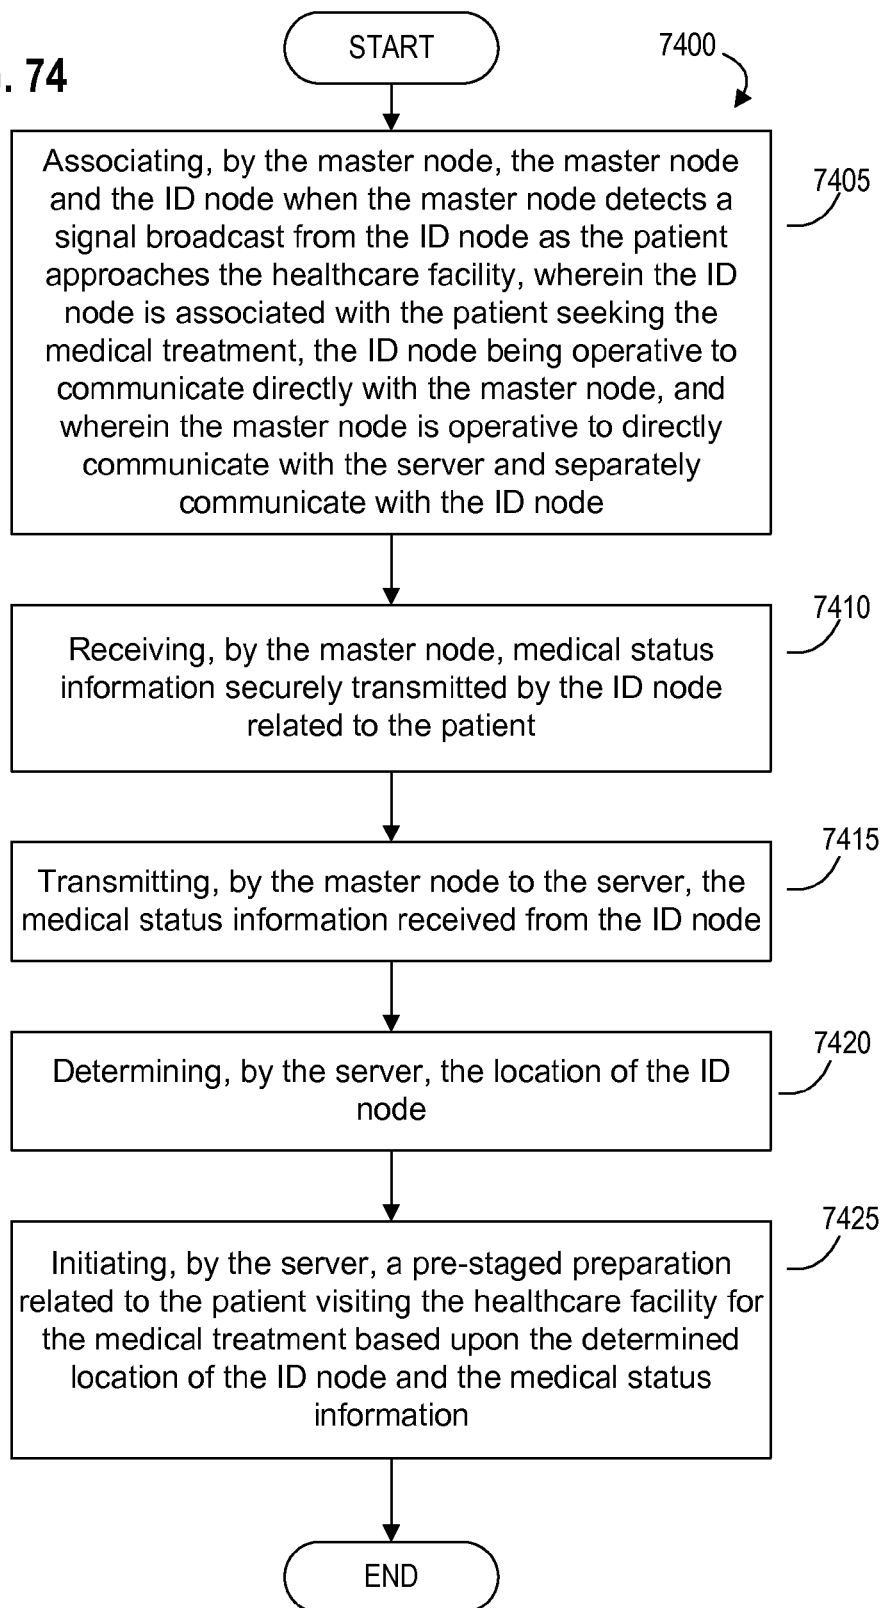 START
7400
. 74
Associating, by the master node, the master node
and the ID node when the master node detects a
signal broadcast from the ID node as the patient
approaches the healthcare facility, wherein the ID
node is associated with the patient seeking the
medical treatment, the ID node being operative to
communicate directly with the master node, and
wherein the master node is operative to directly
communicate with the server and separately
communicate with the ID node
7405
Receiving, by the master node, medical status
information securely transmitted by the ID node
related to the patient
7410
Transmitting, by the master node to the server, the
medical status information received from the ID node
7415
Determining, by the server, the location of the ID
node
7420
Initiating, by the server, a pre-staged preparation
related to the patient visiting the healthcare facility for
the medical treatment based upon the determined
location of the ID node and the medical status
information
7425
END